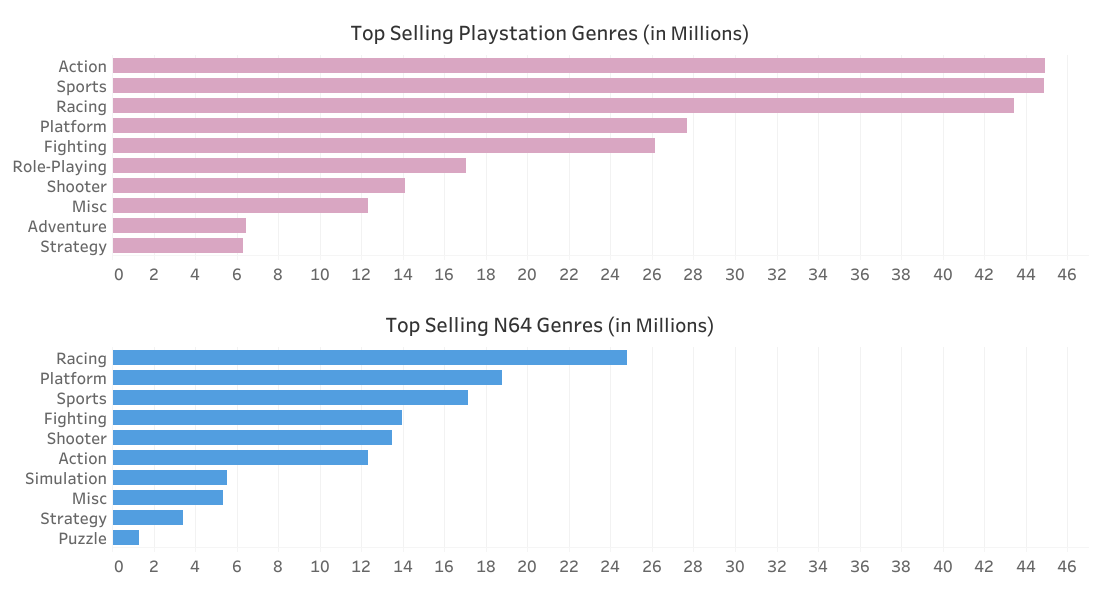 Top Selling Playstation Genres (in Millions)
Action
Sports
Racing
Platform
Fighting
Role-Playing
Shooter
Misc
Adventure
Strategy
0 2 4 6 8 10 12 14 16 18 20 22 24 26 28 30 32 34 36 38 40 42 44 46
Top Selling N64 Genres (in Millions)
Racing
Platform
Sports
Fighting
Shooter
Action
Simulation
Misc
Strategy
Puzzle
0 2 4 6 8 10 12 14 16 18 20 22 24 26 28 30 32 34 36 38 40 42 44 46